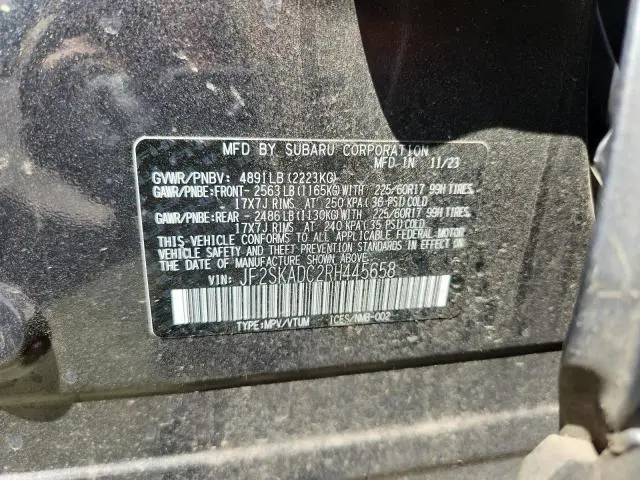 MFD BY SUBARU CORPORATION
MFD IN 11/23
GVWR/PNBV: 4891LB(2223KG)
GAWR/PNBE:FRONT-2563LB(1165KG)WITH 225/60R17 99H TIRES,
17X7J RIMS, AT 250 KPA(36 PSI)COLD
GAWR/PNBE:REAR -2486LB(1130KG)WITH 225/60R17 99H TIRES,
17X7J RIMS, AT 240 KPA(35 PSI)COLD
THIS VEHICLE CONFORMS TO ALL APPLICABLE FEDERAL MOTOR
VEHICLE SAFETY AND THEFT PREVENTION STANDARDS IN EFFECT
ON THE DATE OF MANUFACTURE SHOWN ABOVE.
VIN: JF2SKADC2RH445658
TYPE:MPV/VTUM ICES/NMB-002